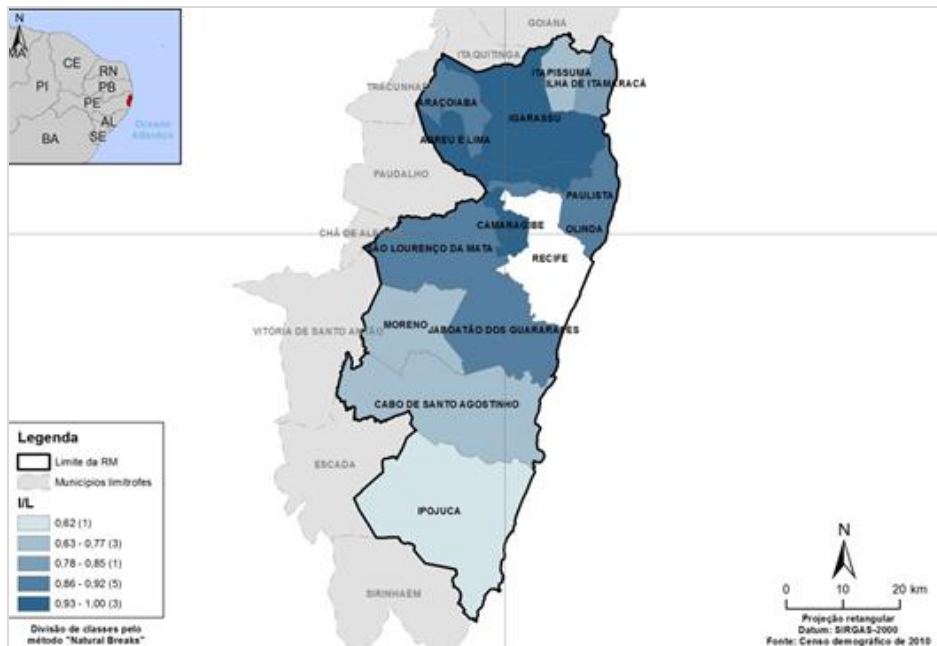 N
MA
CE
RN
PI
PB
PE
AL
SE
BA
Oceano
Atlântico
GOIANA
ITAQUITINGA
ITAPISSUMA
ILHA DE ITAMARACÁ
ARAÇOIABA
IGARASSU
ABREU E LIMA
PAUDALHO
PAULISTA
CAMARAGIBE
OLINDA
CHÃ DE
SÃO LOURENÇO DA MATA
RECIFE
MORENO
VITÓRIA DE SANTO ANTÃO
JABOATÃO DOS GUARARAPES
CABO DE SANTO AGOSTINHO
ESCADA
IPOJUCA
SIRINHAÉM
Legenda
Limite da RM
Municípios limítrofes
I/L
0,62 (1)
0,63 - 0,77 (3)
0,78 - 0,85 (1)
0,86 - 0,92 (5)
0,93 - 1,00 (3)
Divisão de classes pelo
método "Natural Breaks"
N
0 10 20 km
Projeção retangular
Datum: SIRGAS-2000
Fonte: Censo demográfico de 2010